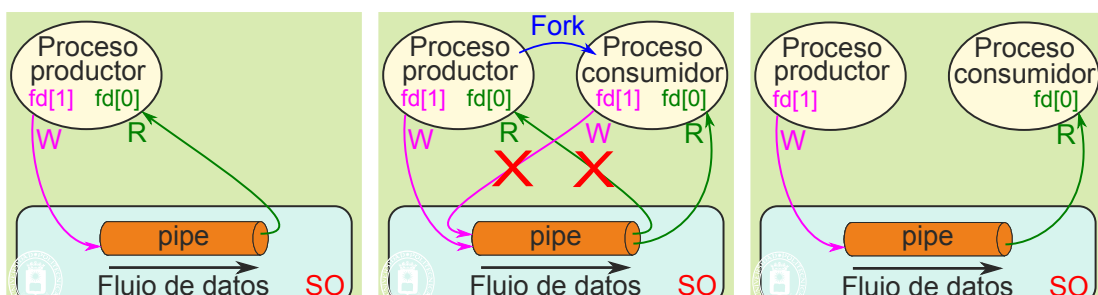 Proceso
productor
fd[1] fd[0]
W
R
pipe
Flujo de datos
SO
Fork
Proceso
productor
fd[1] fd[0]
Proceso
consumidor
fd[1] fd[0]
W
R
W
R
pipe
Flujo de datos
SO
Proceso
productor
fd[1]
Proceso
consumidor
fd[0]
W
R
pipe
Flujo de datos
SO